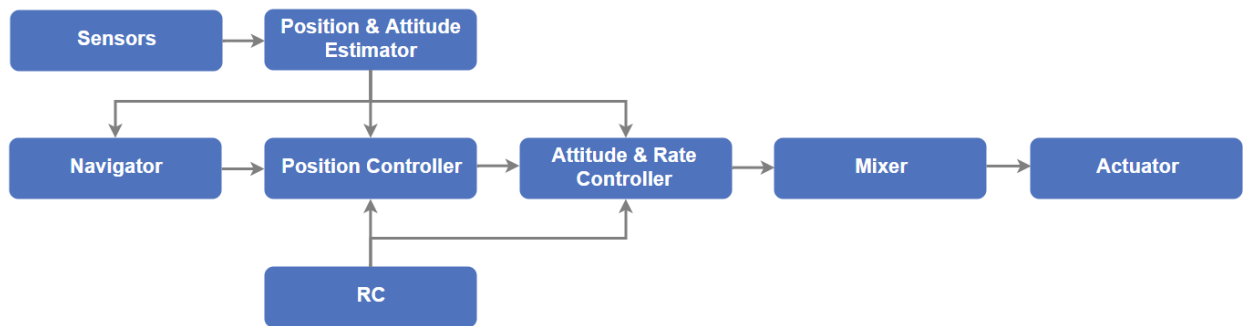 Sensors
Position & Attitude
Estimator
Navigator
Position Controller
Attitude & Rate
Controller
Mixer
Actuator
RC